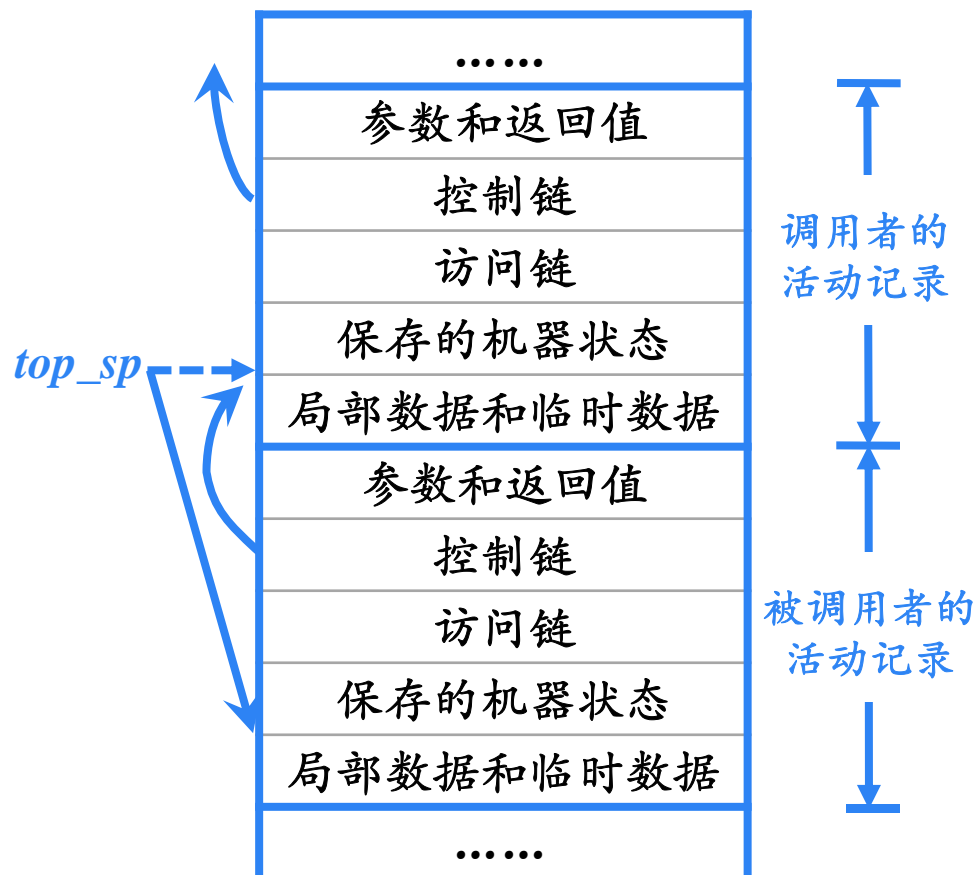 ……
参数和返回值
控制链
访问链
保存的机器状态
局部数据和临时数据
参数和返回值
控制链
访问链
保存的机器状态
局部数据和临时数据
……
top_sp
调用者的
活动记录
被调用者的
活动记录